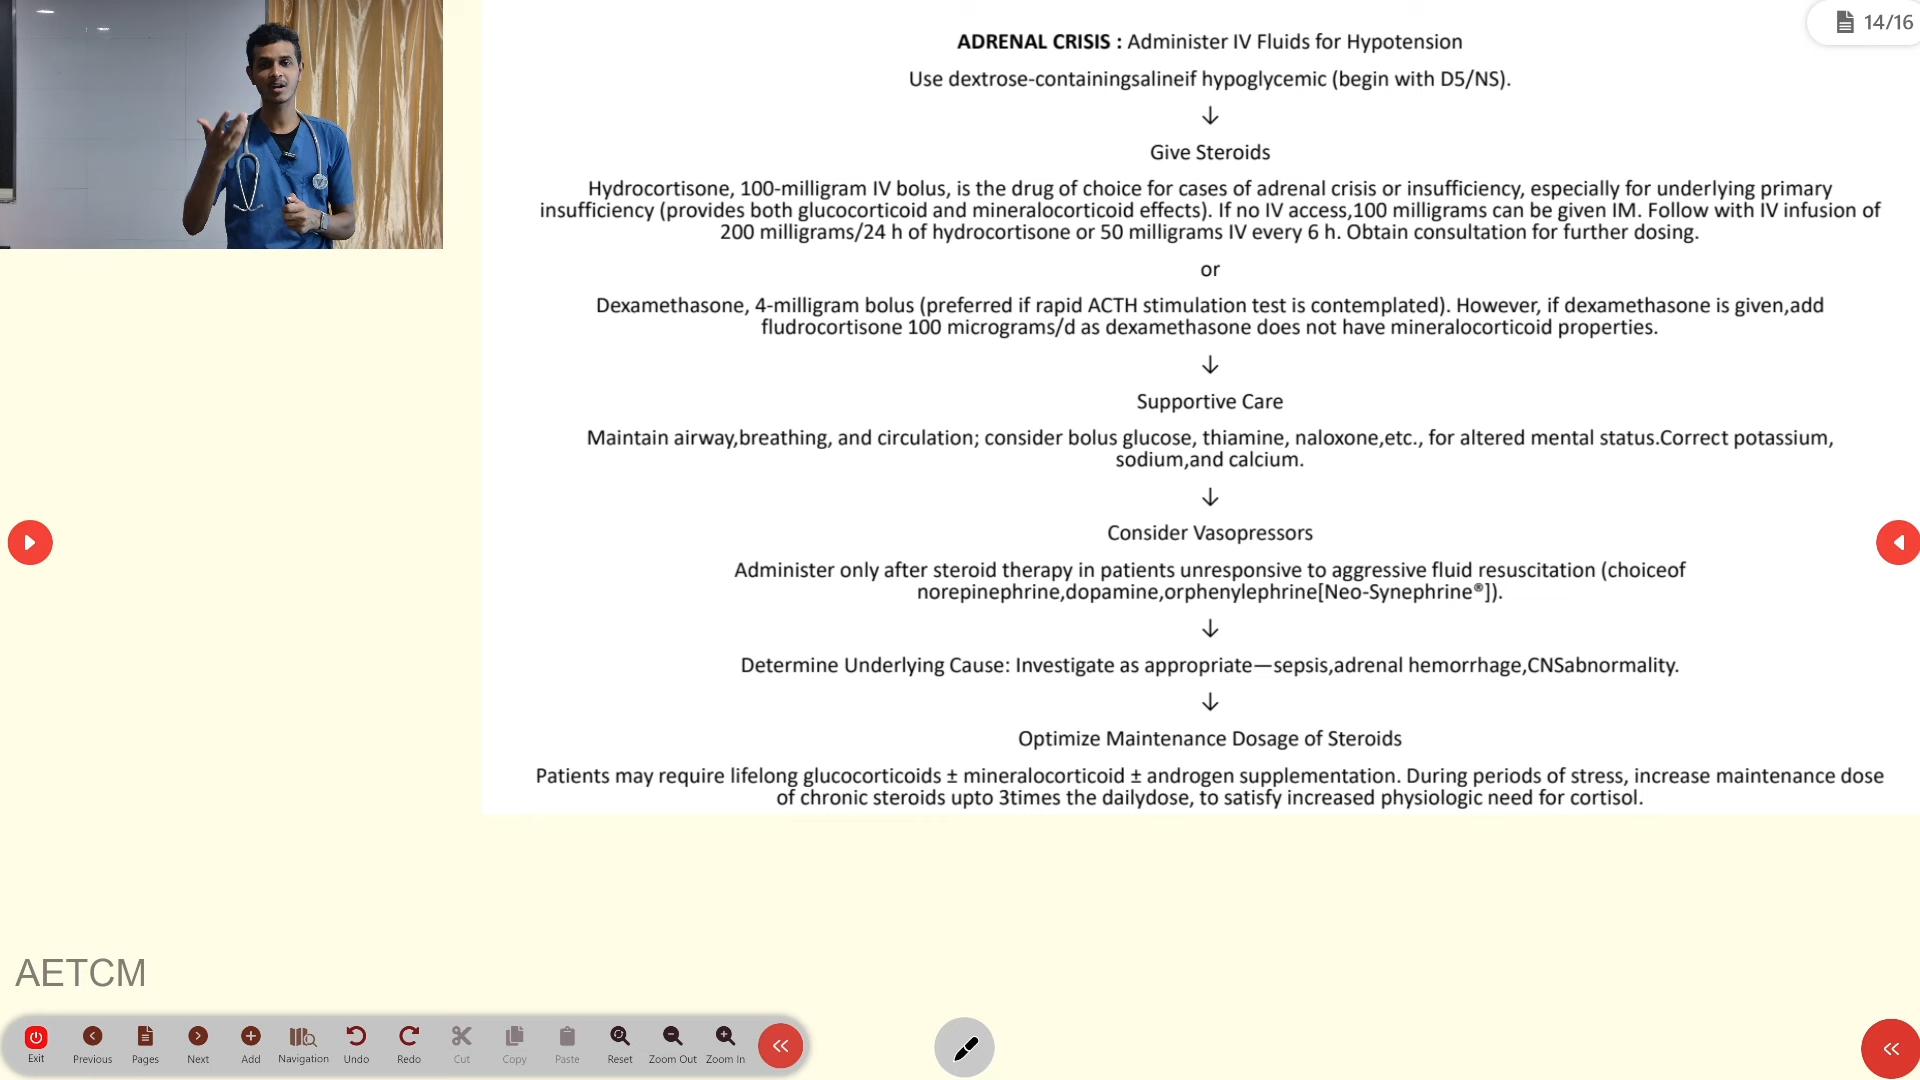 14/16
ADRENAL CRISIS : Administer IV Fluids for Hypotension
Use dextrose-containingsalineif hypoglycemic (begin with D5/NS).
↓
Give Steroids
Hydrocortisone, 100-milligram IV bolus, is the drug of choice for cases of adrenal crisis or insufficiency, especially for underlying primary
insufficiency (provides both glucocorticoid and mineralocorticoid effects). If no IV access,100 milligrams can be given IM. Follow with IV infusion of
200 milligrams/24 h of hydrocortisone or 50 milligrams IV every 6 h. Obtain consultation for further dosing.
or
Dexamethasone, 4-milligram bolus (preferred if rapid ACTH stimulation test is contemplated). However, if dexamethasone is given,add
fludrocortisone 100 micrograms/d as dexamethasone does not have mineralocorticoid properties.
↓
Supportive Care
Maintain airway,breathing, and circulation; consider bolus glucose, thiamine, naloxone,etc., for altered mental status.Correct potassium,
sodium,and calcium.
↓
Consider Vasopressors
Administer only after steroid therapy in patients unresponsive to aggressive fluid resuscitation (choiceof
norepinephrine,dopamine,orphenylephrine[Neo-Synephrine®]).
↓
Determine Underlying Cause: Investigate as appropriate—sepsis,adrenal hemorrhage,CNSabnormality.
↓
Optimize Maintenance Dosage of Steroids
Patients may require lifelong glucocorticoids ± mineralocorticoid ± androgen supplementation. During periods of stress, increase maintenance dose
of chronic steroids upto 3times the dailydose, to satisfy increased physiologic need for cortisol.
AETCM
Exit Previous Pages Next Add Navigation Undo Redo Cut Copy Paste Reset Zoom Out Zoom In